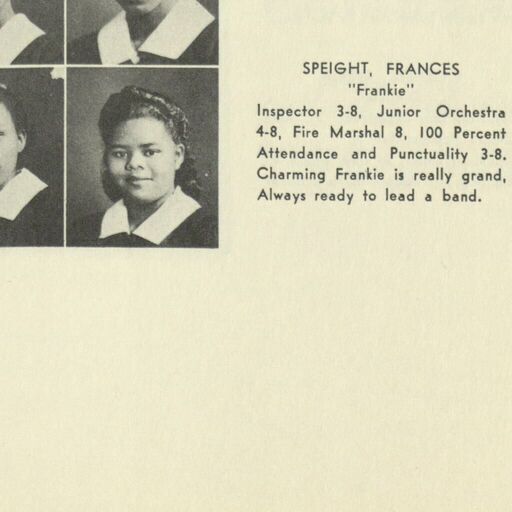 SPEIGHT, FRANCES
"Frankie"
Inspector 3-8, Junior Orchestra
4-8, Fire Marshal 8, 100 Percent
Attendance and Punctuality 3-8.
Charming Frankie is really grand,
Always ready to lead a band.